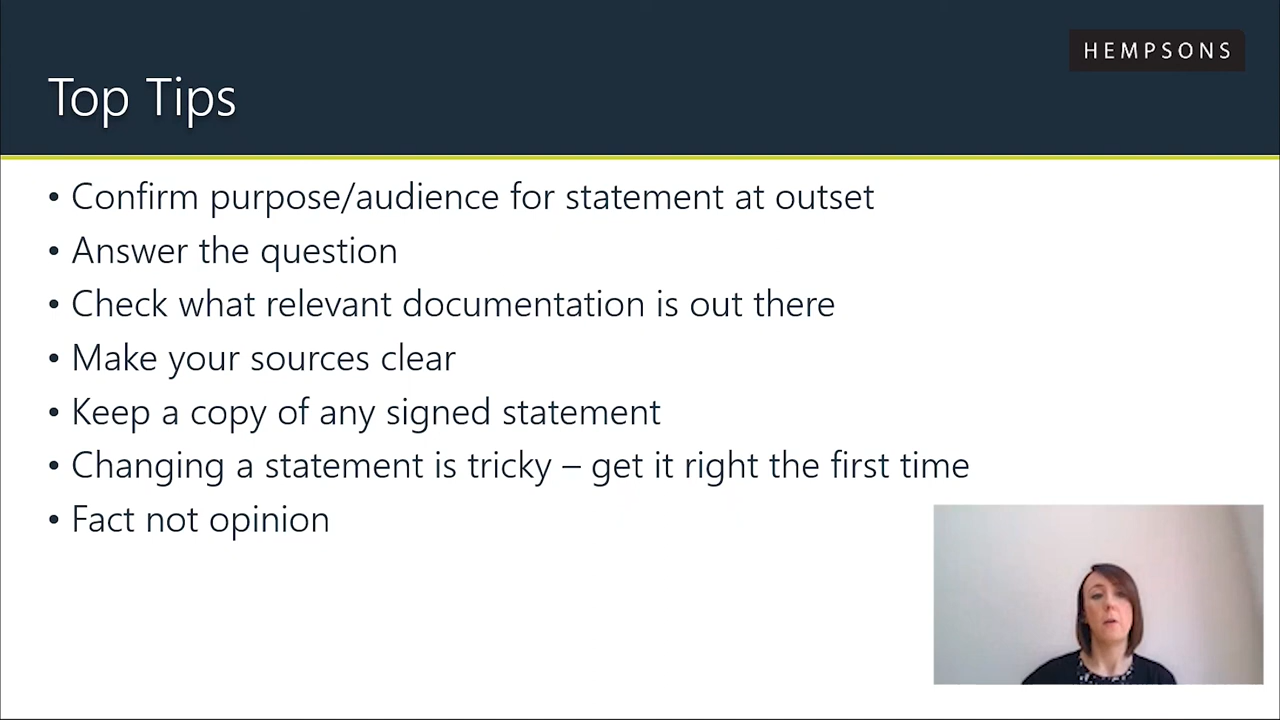 HEMPSONS
Top Tips
• Confirm purpose/audience for statement at outset
• Answer the question
• Check what relevant documentation is out there
• Make your sources clear
• Keep a copy of any signed statement
• Changing a statement is tricky – get it right the first time
• Fact not opinion